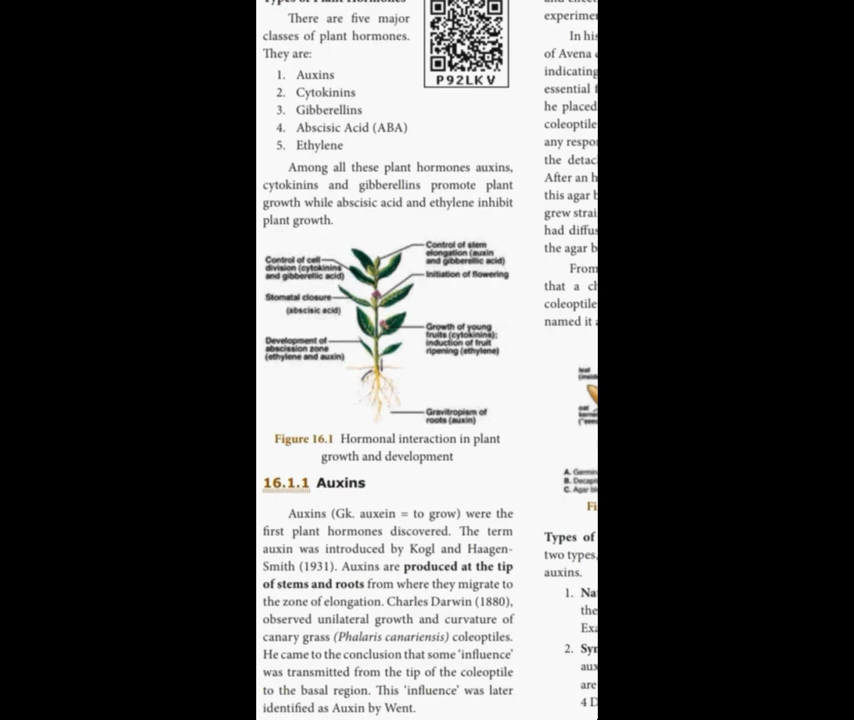 There are five major
classes of plant hormones.
They are:
P92LKV
1. Auxins
2. Cytokinins
3. Gibberellins
4. Abscisic Acid (ABA)
5. Ethylene
Among all these plant hormones auxins,
cytokinins and gibberellins promote plant
growth while abscisic acid and ethylene inhibit
plant growth.
Control of cell
division (cytokinins
and gibberellic acid)
Stomatal closure
(abscisic acid)
Development of
abscission zone
(ethylene and auxin)
Control of stem
elongation (auxin
and gibberellic acid)
Initiation of flowering
Growth of young
fruits (cytokinins);
induction of fruit
ripening (ethylene)
Gravitropism of
roots (auxin)
Figure 16.1 Hormonal interaction in plant
growth and development
16.1.1 Auxins
Auxins (Gk. auxein = to grow) were the
first plant hormones discovered. The term
auxin was introduced by Kogl and Haagen-
Smith (1931). Auxins are produced at the tip
of stems and roots from where they migrate to
the zone of elongation. Charles Darwin (1880),
observed unilateral growth and curvature of
canary grass (Phalaris canariensis) coleoptiles.
He came to the conclusion that some 'influence'
was transmitted from the tip of the coleoptile
to the basal region. This 'influence' was later
identified as Auxin by Went.
In his
of Avena
indicating
essential
he placed
coleoptile
any
the
After an
this agar
grew
had
the agar
From
that a
coleoptile
named it
A.
B.
C. Agar
Types of
two types,
auxins.
1.
the
2.
are
4